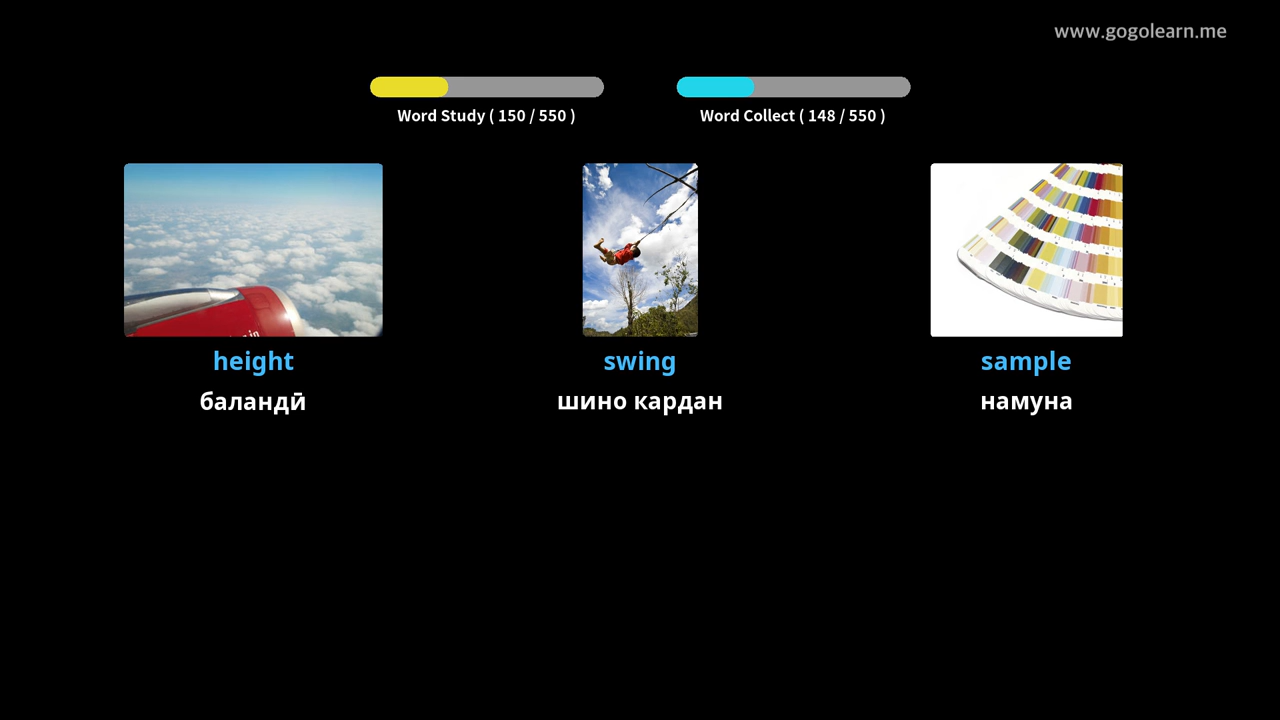 www.gogolearn.me
Word Study ( 150 / 550 )
Word Collect ( 148 / 550 )
height
swing
sample
баландӣ
шино кардан
намуна